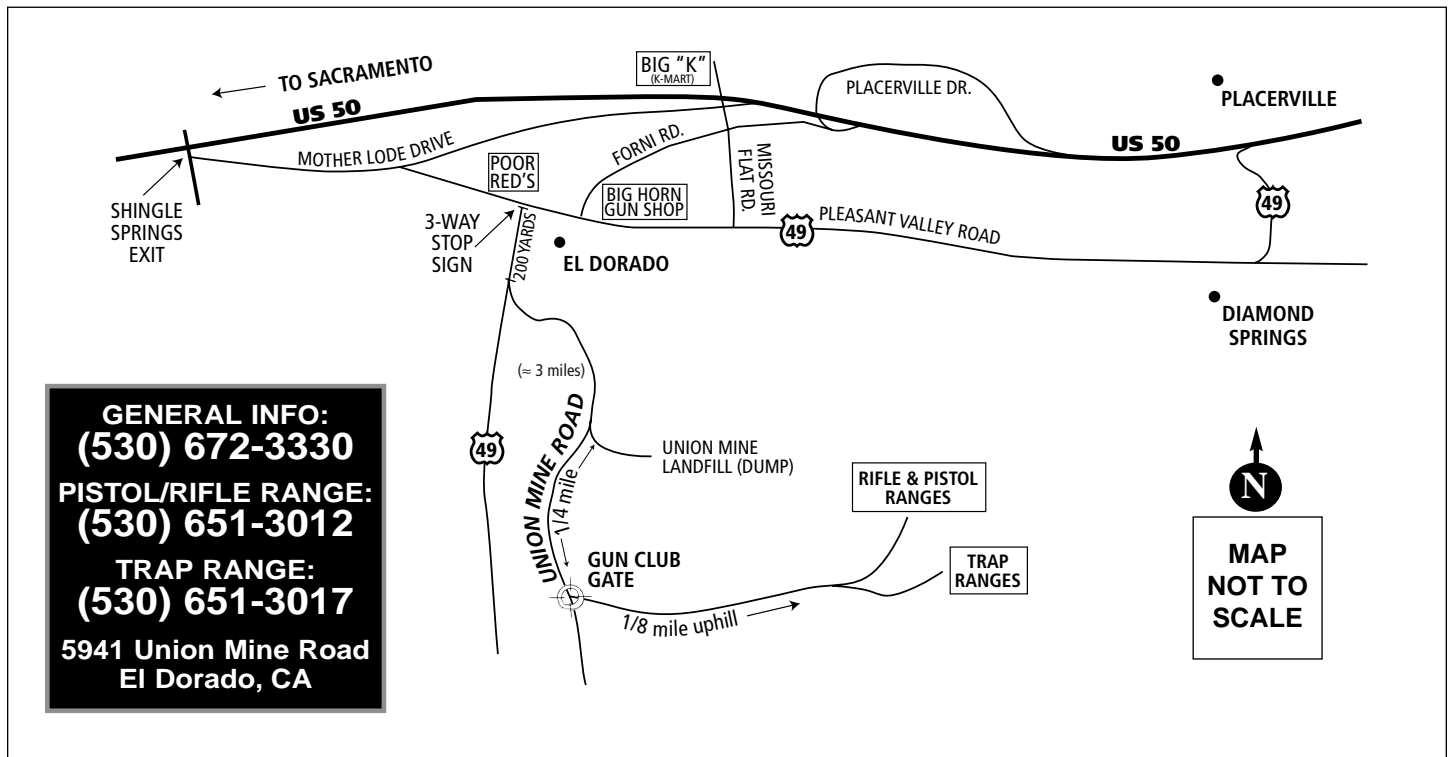 TO SACRAMENTO
US 50
BIG "K"
(K-MART)
PLACERVILLE DR.
PLACERVILLE
US 50
MOTHER LODE DRIVE
FORNI RD.
MISSOURI
FLAT RD.
POOR
RED'S
BIG HORN
GUN SHOP
SHINGLE
SPRINGS
EXIT
3-WAY
STOP
SIGN
200 YARDS
EL DORADO
49
PLEASANT VALLEY ROAD
49
DIAMOND
SPRINGS
(≈ 3 miles)
UNION MINE ROAD
49
1/4 mile
UNION MINE
LANDFILL (DUMP)
RIFLE & PISTOL
RANGES
TRAP
RANGES
GUN CLUB
GATE
1/8 mile uphill
N
MAP
NOT TO
SCALE
GENERAL INFO:
(530) 672-3330
PISTOL/RIFLE RANGE:
(530) 651-3012
TRAP RANGE:
(530) 651-3017
5941 Union Mine Road
El Dorado, CA